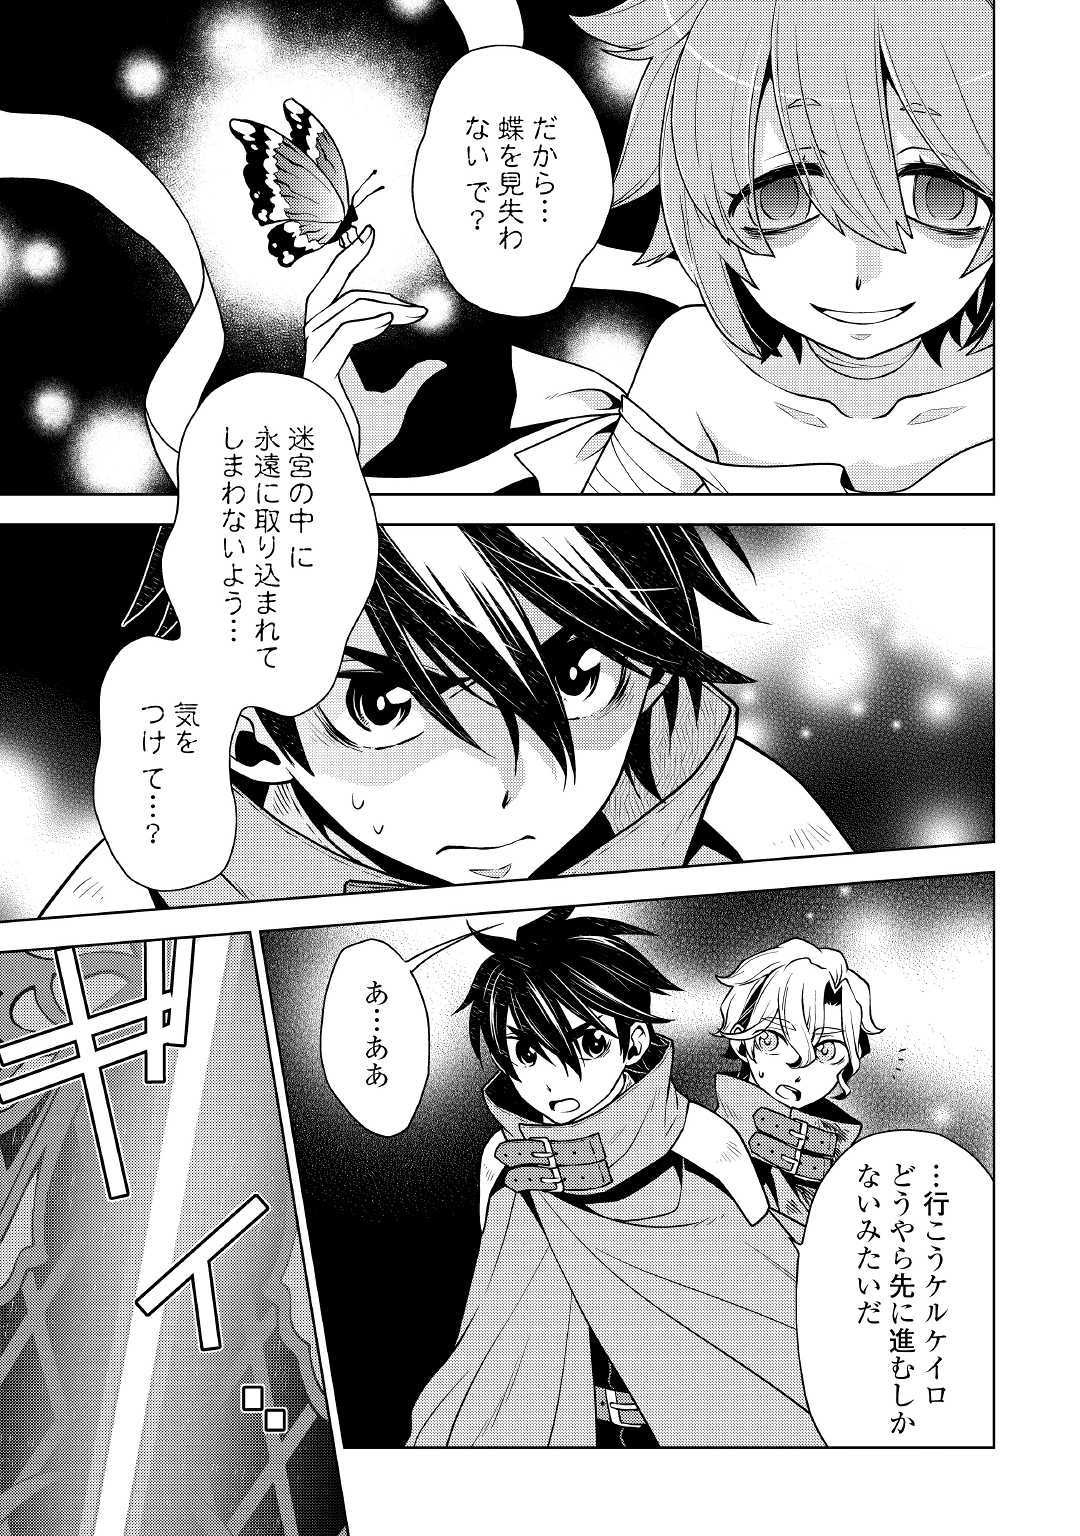 だから…
蝶を見失わ
ないで？
迷宮の中に
永遠に取り込まれて
しまわないよう…
気を
つけて…？
…行こうケルケイロ
どうやら先に進むしか
ないみたいだ
あ…ああ
ギイ…